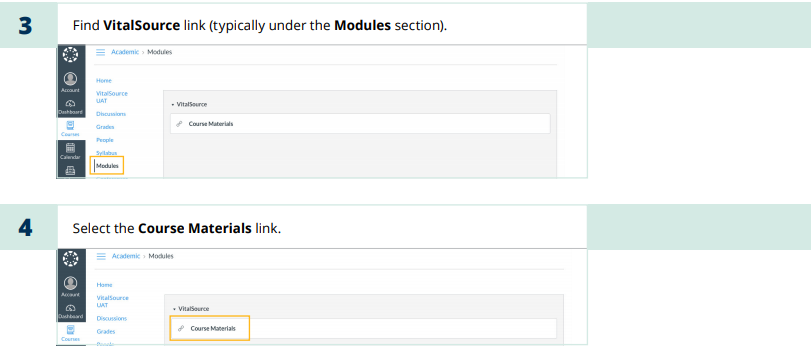 3
Find VitalSource link (typically under the Modules section).
Academic › Modules
Account
Dashboard
Courses
Calendar
Home
VitalSource
UAT
Discussions
Grades
People
Syllabus
Modules
VitalSource
Course Materials
4
Select the Course Materials link.
Academic › Modules
Account
Dashboard
Courses
Home
VitalSource
UAT
Discussions
Grades
People
VitalSource
Course Materials